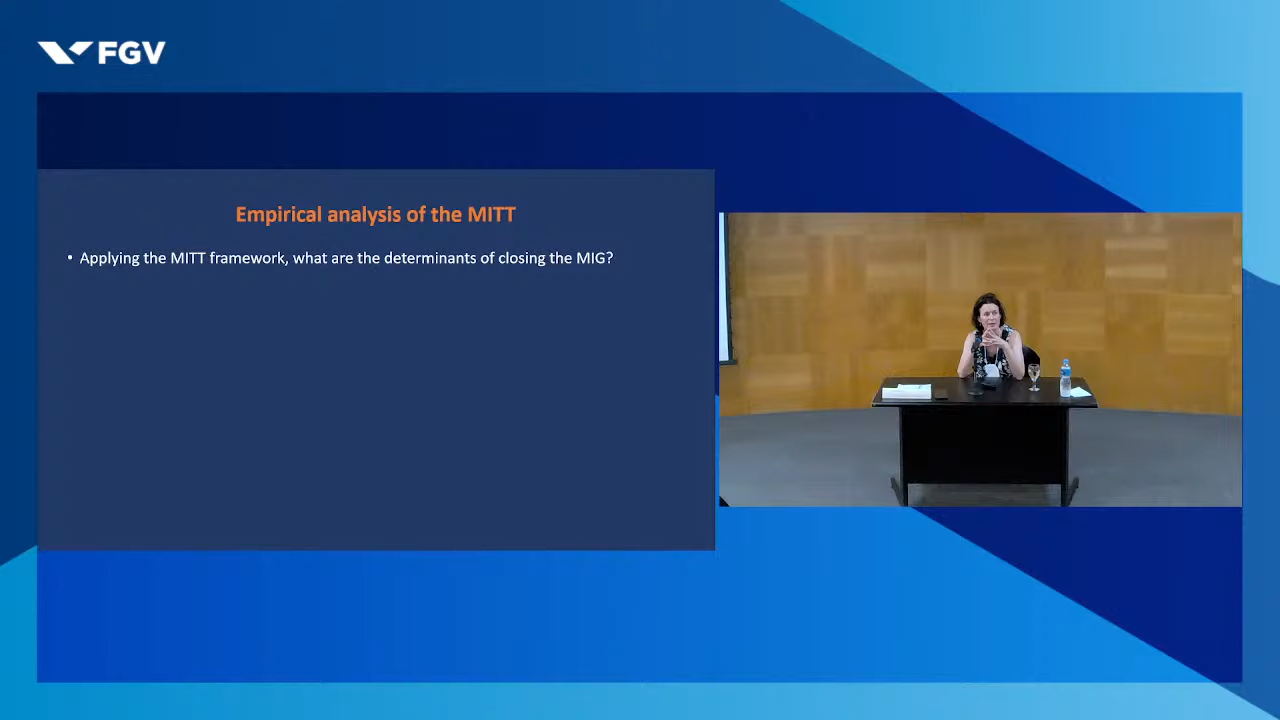 FGV
Empirical analysis of the MITT
• Applying the MITT framework, what are the determinants of closing the MIG?